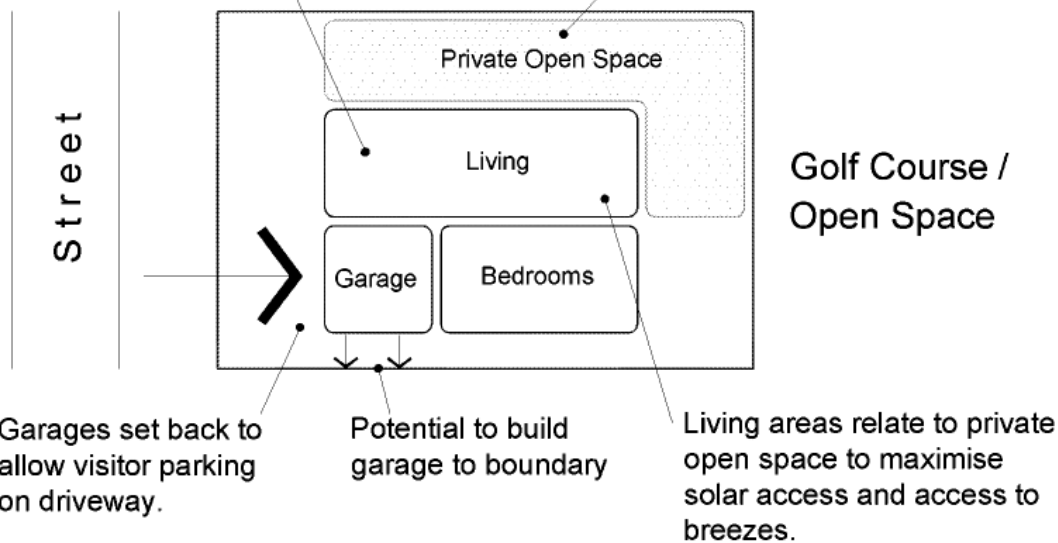 Private Open Space
Street
Living
Golf Course /
Open Space
Garage
Bedrooms
Garages set back to
allow visitor parking
on driveway.
Potential to build
garage to boundary
Living areas relate to private
open space to maximise
solar access and access to
breezes.